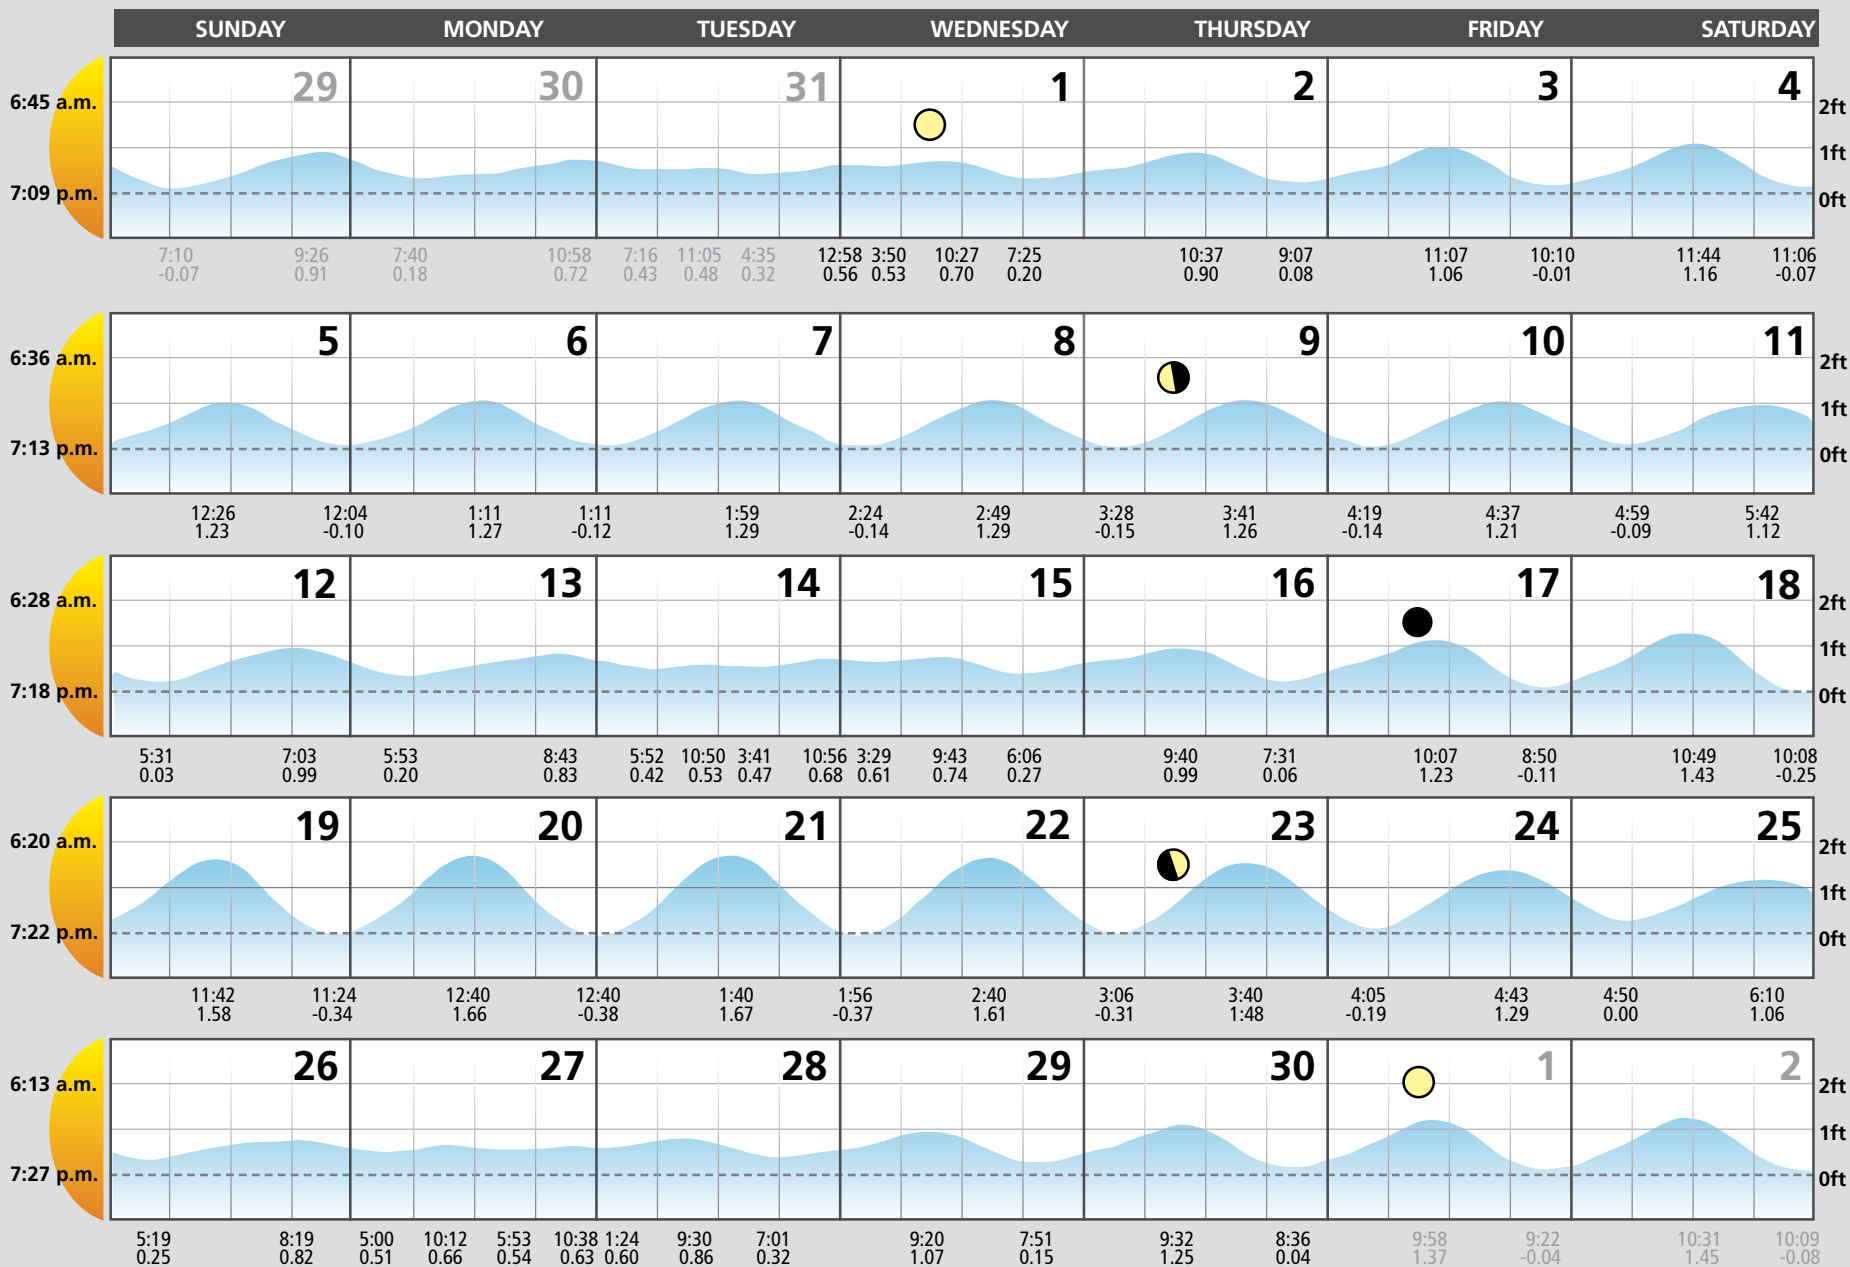 SUNDAY MONDAY TUESDAY WEDNESDAY THURSDAY FRIDAY SATURDAY
29 30 31 1 2 3 4
6:45 a.m. 2ft
1ft
7:09 p.m. 0ft
7:10 9:26 7:40 10:58 7:16 11:05 4:35 12:58 3:50 10:27 7:25 10:37 9:07 11:07 10:10 11:44 11:06
-0.07 0.91 0.18 0.72 0.43 0.48 0.32 0.56 0.53 0.70 0.20 0.90 0.08 1.06 -0.01 1.16 -0.07
5 6 7 8 9 10 11
6:36 a.m. 2ft
1ft
7:13 p.m. 0ft
12:26 12:04 1:11 1:11 1:59 2:24 2:49 3:28 3:41 4:19 4:37 4:59 5:42
1.23 -0.10 1.27 -0.12 1.29 -0.14 1.29 -0.15 1.26 -0.14 1.21 -0.09 1.12
12 13 14 15 16 17 18
6:28 a.m. 2ft
1ft
7:18 p.m. 0ft
5:31 7:03 5:53 8:43 5:52 10:50 3:41 10:56 3:29 9:43 6:06 9:40 7:31 10:07 8:50 10:49 10:08
0.03 0.99 0.20 0.83 0.42 0.53 0.47 0.68 0.61 0.74 0.27 0.99 0.06 1.23 -0.11 1.43 -0.25
19 20 21 22 23 24 25
6:20 a.m. 2ft
1ft
7:22 p.m. 0ft
11:42 11:24 12:40 12:40 1:40 1:56 2:40 3:06 3:40 4:05 4:43 4:50 6:10
1.58 -0.34 1.66 -0.38 1.67 -0.37 1.61 -0.31 1:48 -0.19 1.29 0.00 1.06
26 27 28 29 30 1 2
6:13 a.m. 2ft
1ft
7:27 p.m. 0ft
5:19 8:19 5:00 10:12 5:53 10:38 1:24 9:30 7:01 9:20 7:51 9:32 8:36 9:58 9:22 10:31 10:09
0.25 0.82 0.51 0.66 0.54 0.63 0.60 0.86 0.32 1.07 0.15 1.25 0.04 1.37 -0.04 1.45 -0.08